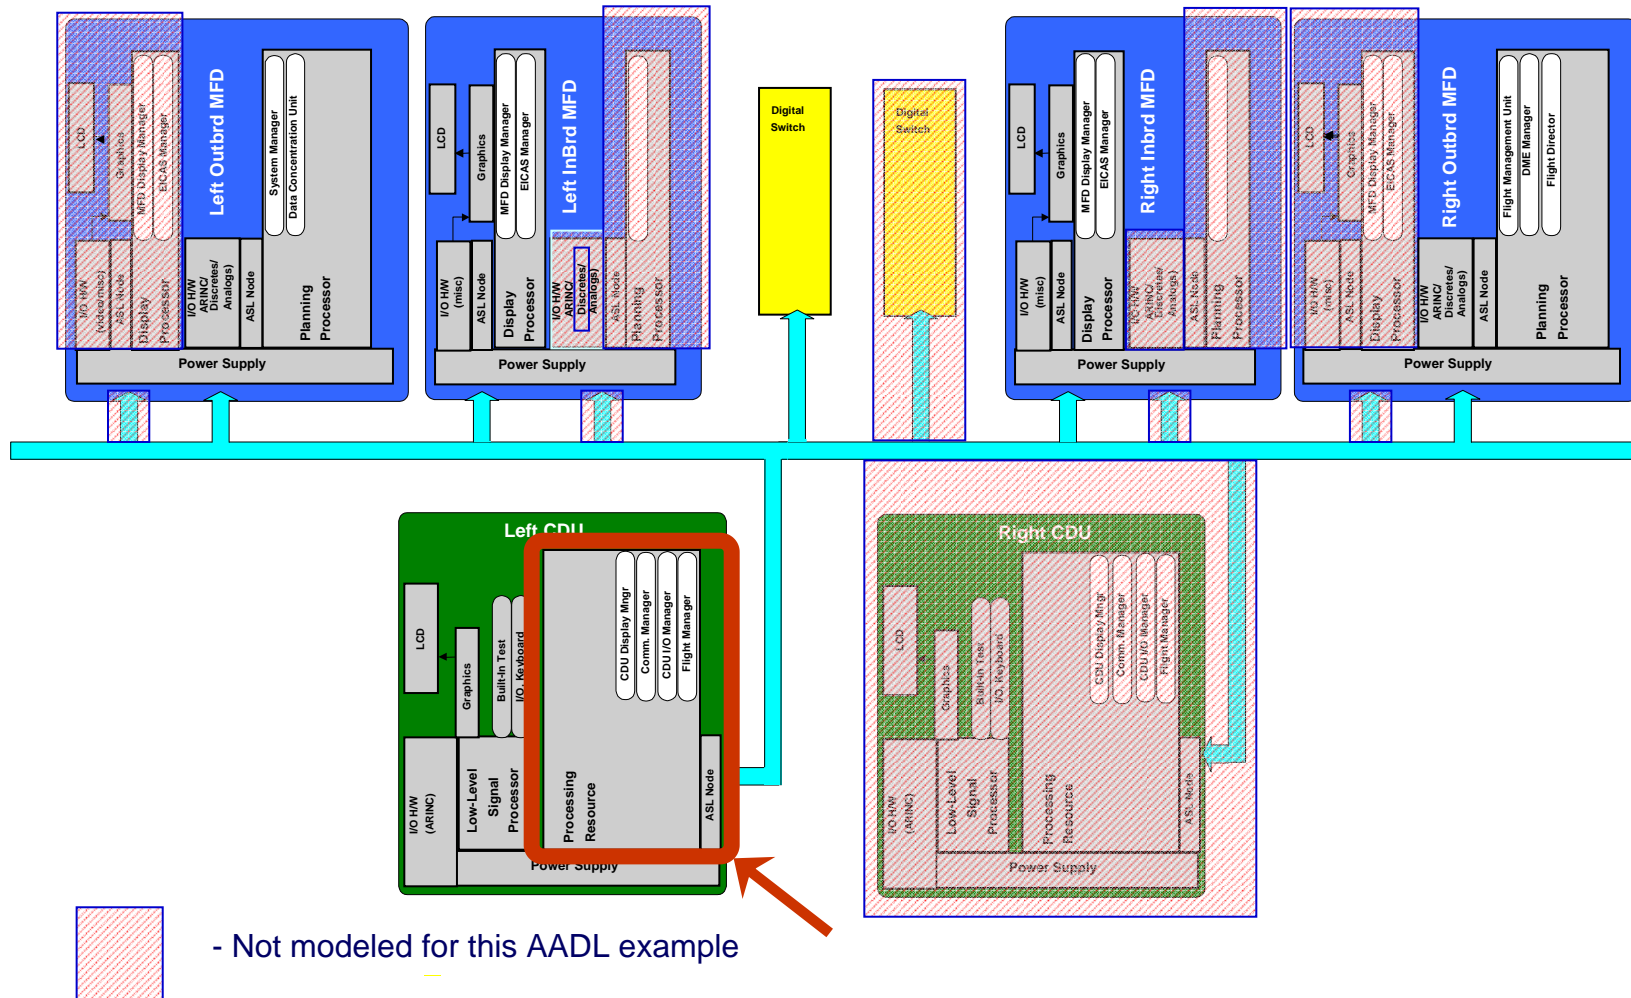 Left Outbrd MFD
LCD
Graphics
MFD Display Manager
EICAS Manager
System Manager
Data Concentration Unit
I/O H/W
(video/misc)
ASL Node
Display
Processor
I/O H/W
ARINC/
Discretes/
Analogs)
ASL Node
Planning
Processor
Power Supply
Left InBrd MFD
LCD
Graphics
MFD Display Manager
EICAS Manager
I/O H/W
(misc)
ASL Node
Display
Processor
I/O H/W
ARINC/
Discretes/
Analogs)
ASL Node
Planning
Processor
Power Supply
Digital
Switch
Digital
Switch
Right Inbrd MFD
LCD
Graphics
MFD Display Manager
EICAS Manager
I/O H/W
(misc)
ASL Node
Display
Processor
I/O H/W
ARINC/
Discretes/
Analogs)
ASL Node
Planning
Processor
Power Supply
Right Outbrd MFD
LCD
Graphics
MFD Display Manager
EICAS Manager
Flight Management Unit
DME Manager
Flight Director
I/O H/W
(misc)
ASL Node
Display
Processor
I/O H/W
ARINC/
Discretes/
Analogs)
ASL Node
Planning
Processor
Power Supply
Left CDU
LCD
Graphics
Built-In Test
I/O, Keyboard
CDU Display Mngr
Comm. Manager
CDU I/O Manager
Flight Manager
I/O H/W
(ARINC)
Low-Level
Signal
Processor
Processing
Resource
ASL Node
Power Supply
Right CDU
LCD
Graphics
Built-In Test
I/O, Keyboard
CDU Display Mngr
Comm. Manager
CDU I/O Manager
Flight Manager
I/O H/W
(ARINC)
Low-Level
Signal
Processor
Processing
Resource
ASL Node
Power Supply
- Not modeled for this AADL example